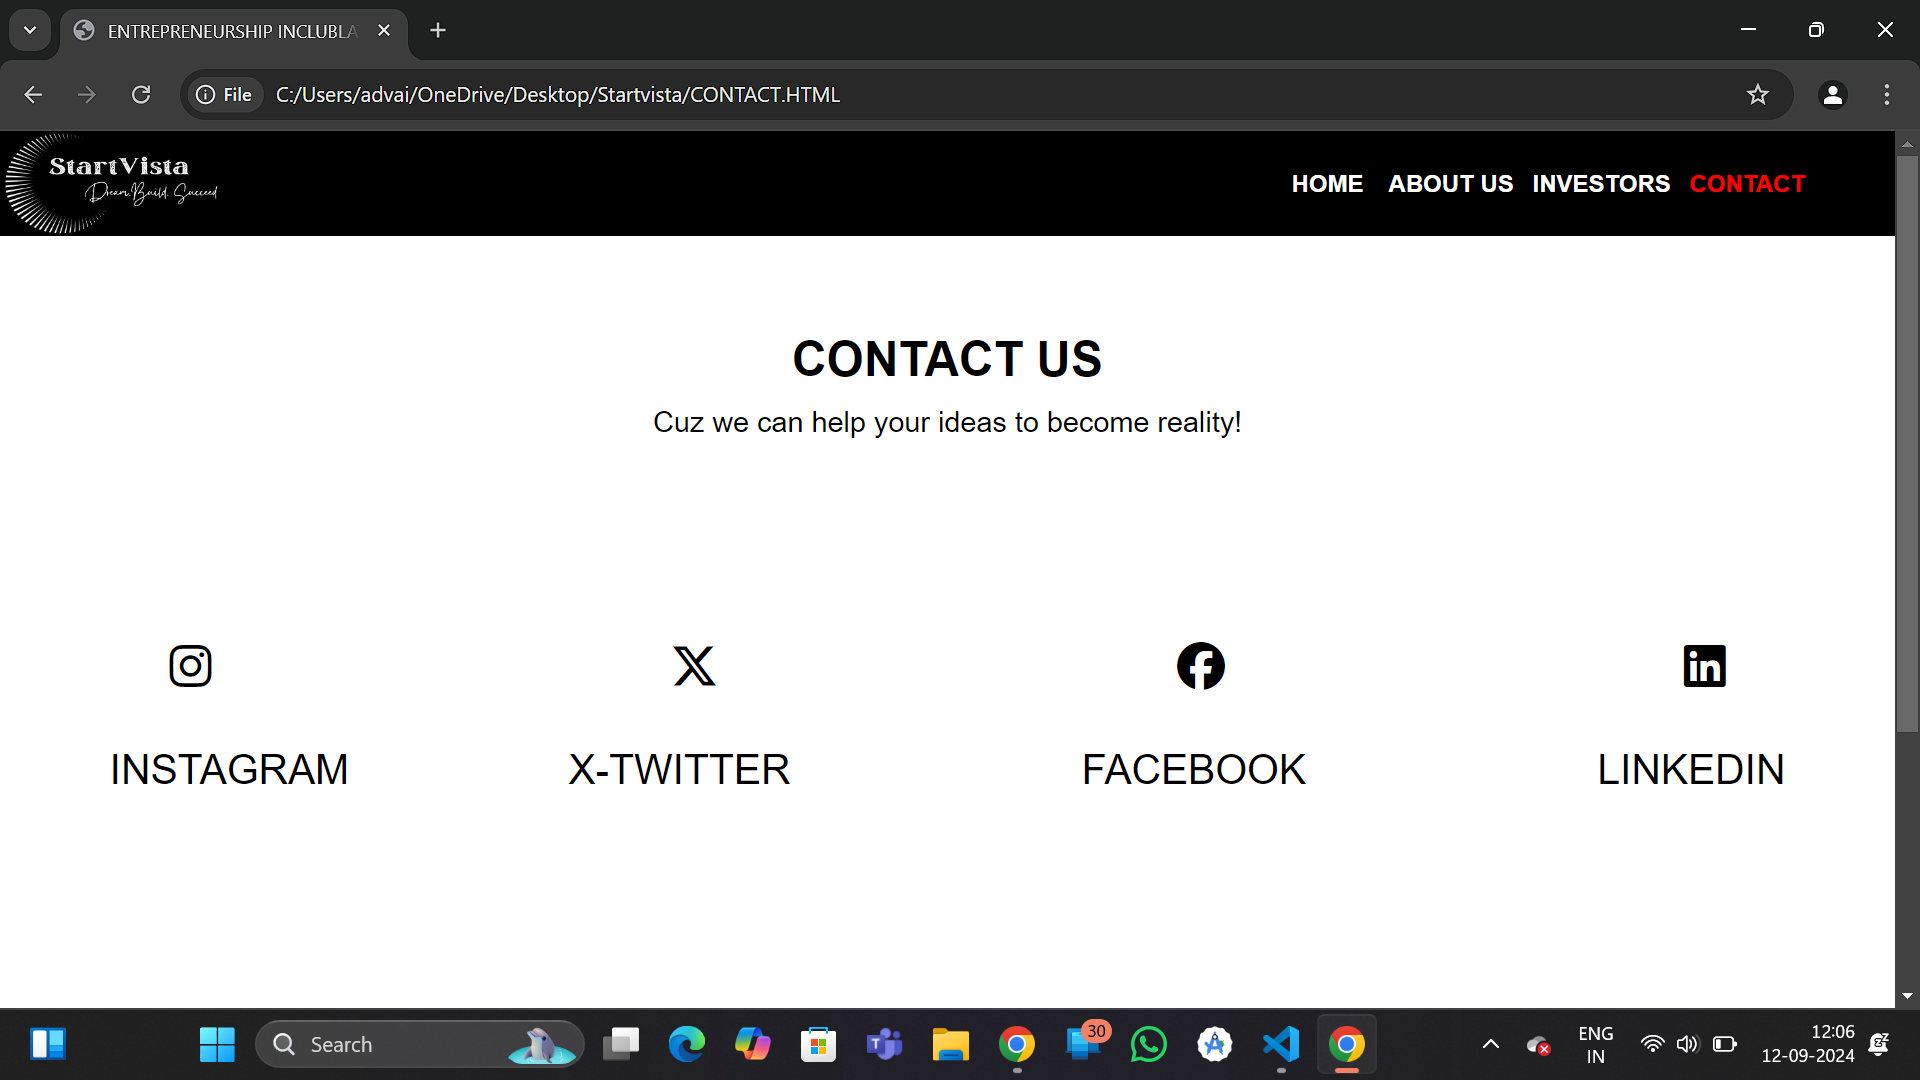 ENTREPRENEURSHIP INCLUBLA
File C:/Users/advai/OneDrive/Desktop/Startvista/CONTACT.HTML
StartVista
Dream.Build. Succeed
HOME ABOUT US INVESTORS CONTACT
CONTACT US
Cuz we can help your ideas to become reality!
INSTAGRAM X-TWITTER FACEBOOK LINKEDIN
Search
30
ENG
IN
12:06
12-09-2024